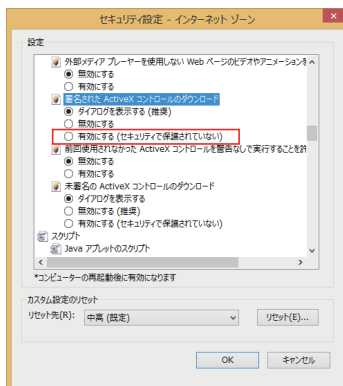 セキュリティ設定 - インターネット ゾーン
設定
外部メディア プレーヤーを使用しない Web ページのビデオやアニメーションを
無効にする
有効にする
署名された ActiveX コントロールのダウンロード
ダイアログを表示する (推奨)
無効にする
有効にする (セキュリティで保護されていない)
前回使用されなかった ActiveX コントロールを警告なしで実行することを許
無効にする
有効にする
未署名の ActiveX コントロールのダウンロード
ダイアログを表示する
無効にする (推奨)
有効にする (セキュリティで保護されていない)
スクリプト
Java アプレットのスクリプト
*コンピューターの再起動後に有効になります
カスタム設定のリセット
リセット先(R): 中高 (既定) リセット(E)...
OK キャンセル